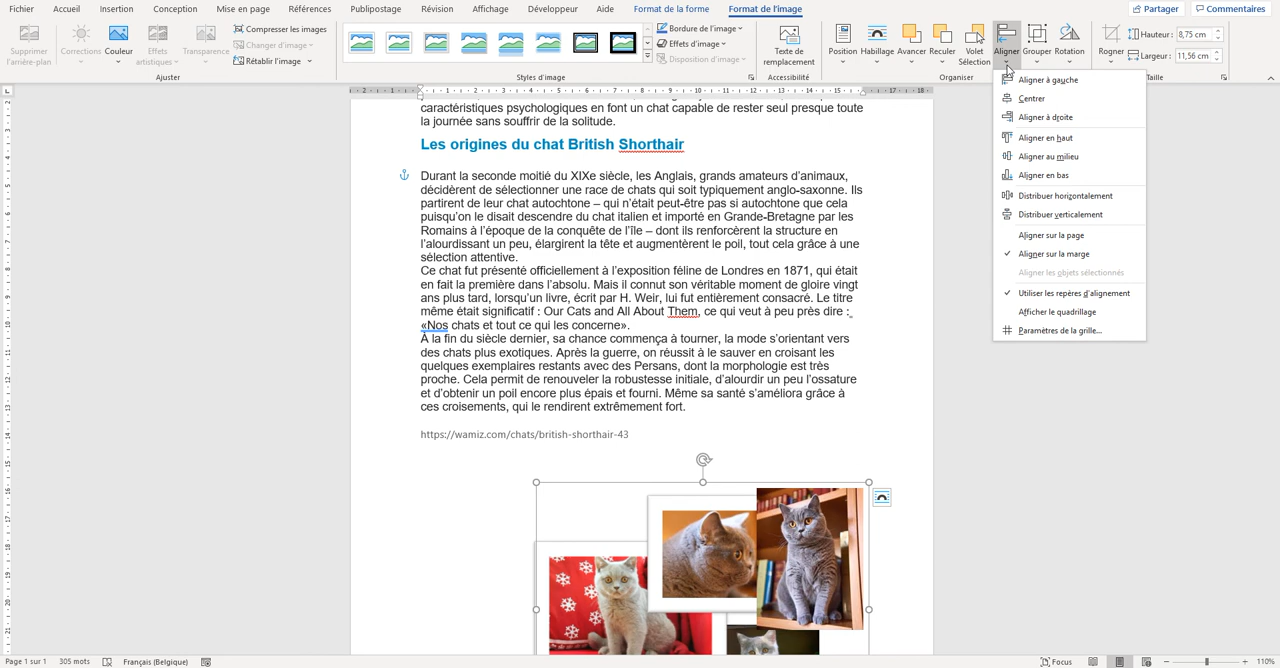 Fichier Accueil Insertion Conception Mise en page Références Publipostage Révision Affichage Développeur Aide Format de la forme Format de l'image Partager Commentaires
Supprimer l'arrière-plan
Corrections
Couleur
Effets artistiques
Transparence
Compresser les images
Changer d'image
Rétablir l'image
Ajuster
Styles d'image
Bordure de l'image
Effets d'image
Disposition d'image
Texte de remplacement
Accessibilité
Position
Habillage
Avancer
Reculer
Volet Sélection
Aligner
Grouper
Rotation
Organiser
Rogner
Hauteur : 8,75 cm
Largeur : 11,56 cm
Taille
Aligner à gauche
Centrer
Aligner à droite
Aligner en haut
Aligner au milieu
Aligner en bas
Distribuer horizontalement
Distribuer verticalement
Aligner sur la page
Aligner sur la marge
Aligner les objets sélectionnés
Utiliser les repères d'alignement
Afficher le quadrillage
Paramètres de la grille...
caractéristiques psychologiques en font un chat capable de rester seul presque toute
la journée sans souffrir de la solitude.
Les origines du chat British Shorthair
Durant la seconde moitié du XIXe siècle, les Anglais, grands amateurs d'animaux,
décidèrent de sélectionner une race de chats qui soit typiquement anglo-saxonne. Ils
partirent de leur chat autochtone – qui n'était peut-être pas si autochtone que cela
puisqu'on le disait descendre du chat italien et importé en Grande-Bretagne par les
Romains à l'époque de la conquête de l'île – dont ils renforcèrent la structure en
l'alourdissant un peu, élargirent la tête et augmentèrent le poil, tout cela grâce à une
sélection attentive.
Ce chat fut présenté officiellement à l'exposition féline de Londres en 1871, qui était
en fait la première dans l'absolu. Mais il connut son véritable moment de gloire vingt
ans plus tard, lorsqu'un livre, écrit par H. Weir, lui fut entièrement consacré. Le titre
même était significatif : Our Cats and All About Them, ce qui veut à peu près dire :
«Nos chats et tout ce qui les concerne».
À la fin du siècle dernier, sa chance commença à tourner, la mode s'orientant vers
des chats plus exotiques. Après la guerre, on réussit à le sauver en croisant les
quelques exemplaires restants avec des Persans, dont la morphologie est très
proche. Cela permit de renouveler la robustesse initiale, d'alourdir un peu l'ossature
et d'obtenir un poil encore plus épais et fourni. Même sa santé s'améliora grâce à
ces croisements, qui le rendirent extrêmement fort.
https://wamiz.com/chats/british-shorthair-43
Page 1 sur 1 305 mots Français (Belgique) Focus 110%